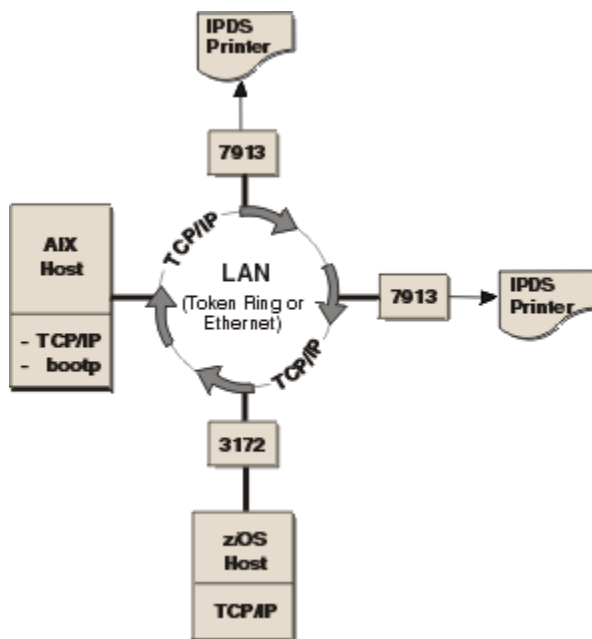 IPDS
Printer
7913
TCP/IP
AIX
Host
- TCP/IP
- bootp
LAN
(Token Ring or
Ethernet)
7913
IPDS
Printer
TCP/IP
3172
z/OS
Host
TCP/IP